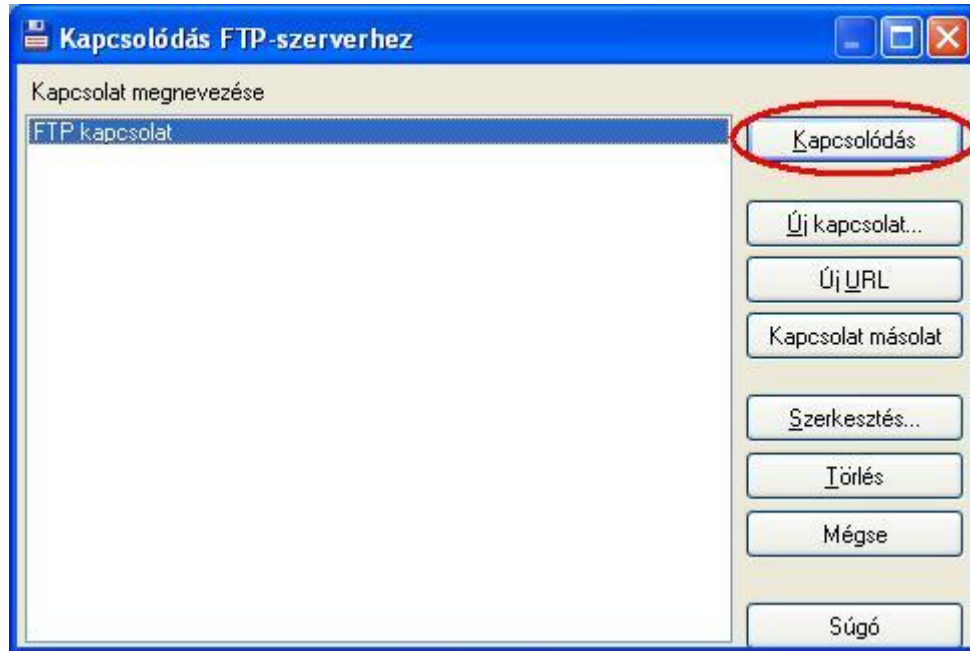 Kapcsolódás FTP-szerverhez
Kapcsolat megnevezése
FTP kapcsolat
Kapcsolódás
Új kapcsolat...
Új URL
Kapcsolat másolat
Szerkesztés...
Törlés
Mégse
Súgó